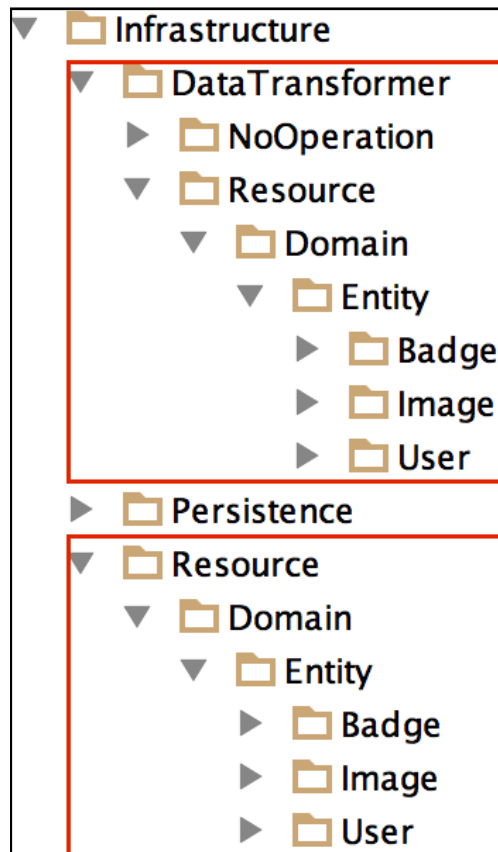 Infrastructure
DataTransformer
NoOperation
Resource
Domain
Entity
Badge
Image
User
Persistence
Resource
Domain
Entity
Badge
Image
User